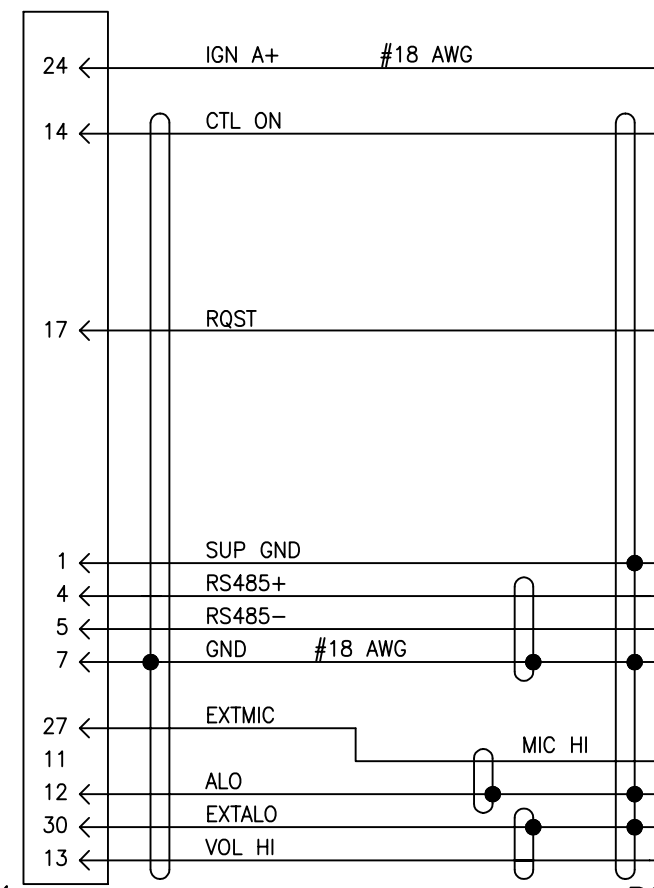 24 IGN A+ #18 AWG
14 CTL ON
17 RQST
1 SUP GND
4 RS485+
5 RS485−
7 GND #18 AWG
27 EXTMIC
11 MIC HI
12 ALO
30 EXTALO
13 VOL HI